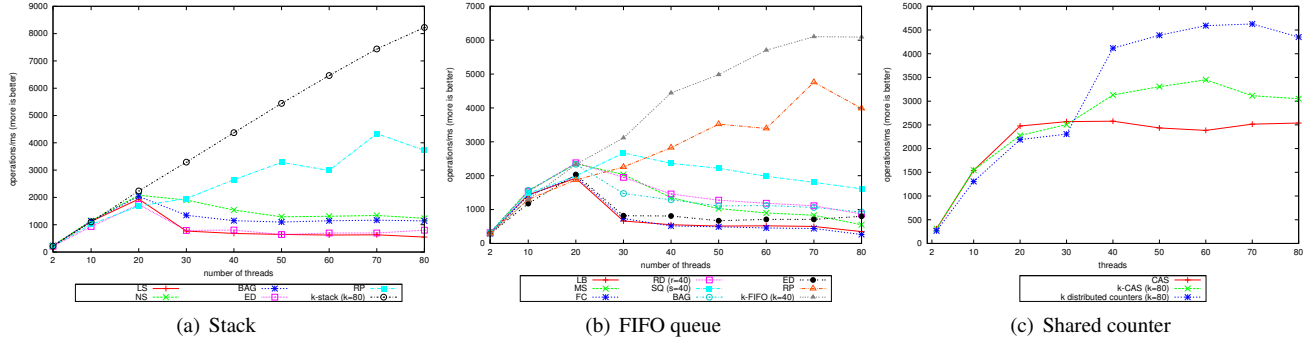 operations/ms (more is better)
9000
8000
7000
6000
5000
4000
3000
2000
1000
0
2 10 20 30 40 50 60 70 80
number of threads
LS BAG RP
NS ED k-stack (k=80)
(a) Stack
operations/ms (more is better)
7000
6000
5000
4000
3000
2000
1000
0
2 10 20 30 40 50 60 70 80
number of threads
LB RD (r=40) ED
MS SQ (s=40) RP
FC BAG k-FIFO (k=40)
(b) FIFO queue
operations/ms (more is better)
5000
4500
4000
3500
3000
2500
2000
1500
1000
500
0
2 10 20 30 40 50 60 70 80
threads
CAS
k-CAS (k=80)
k distributed counters (k=80)
(c) Shared counter